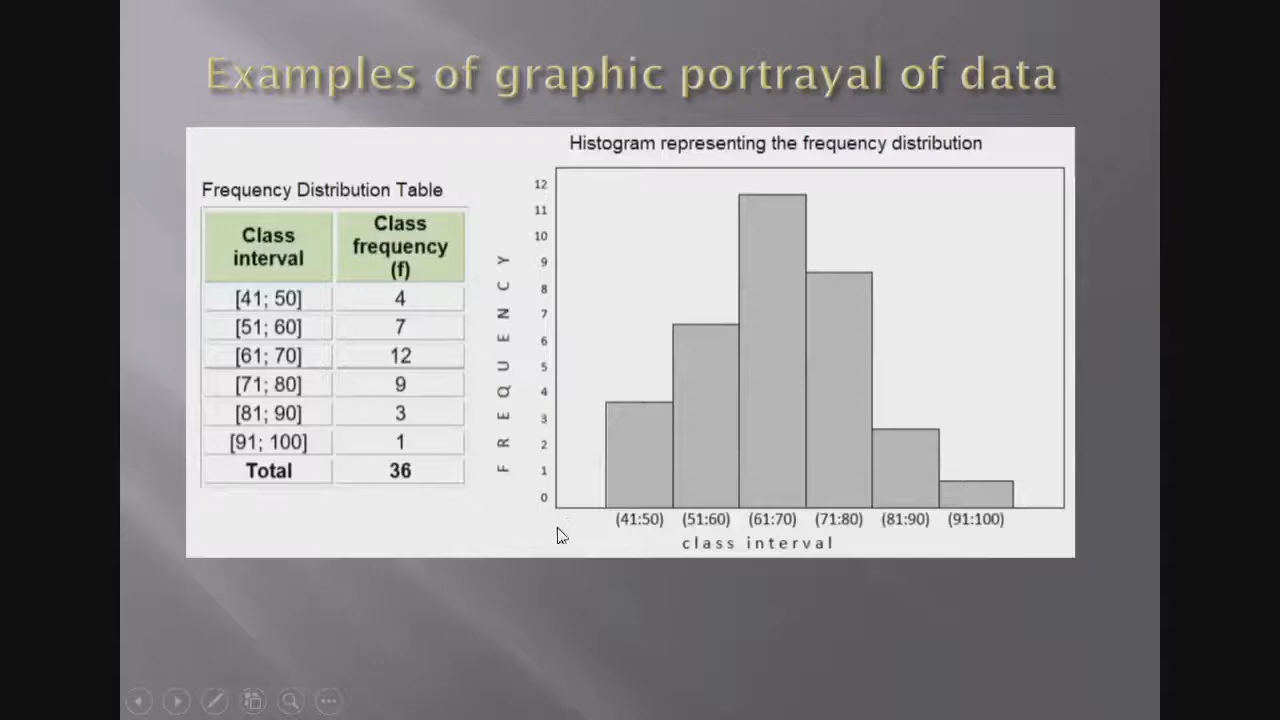 Examples of graphic portrayal of data
Frequency Distribution Table
Class interval Class frequency (f)
[41; 50] 4
[51; 60] 7
[61; 70] 12
[71; 80] 9
[81; 90] 3
[91; 100] 1
Total 36
Histogram representing the frequency distribution
FREQUENCY
12
11
10
9
8
7
6
5
4
3
2
1
0
(41:50) (51:60) (61:70) (71:80) (81:90) (91:100)
class interval